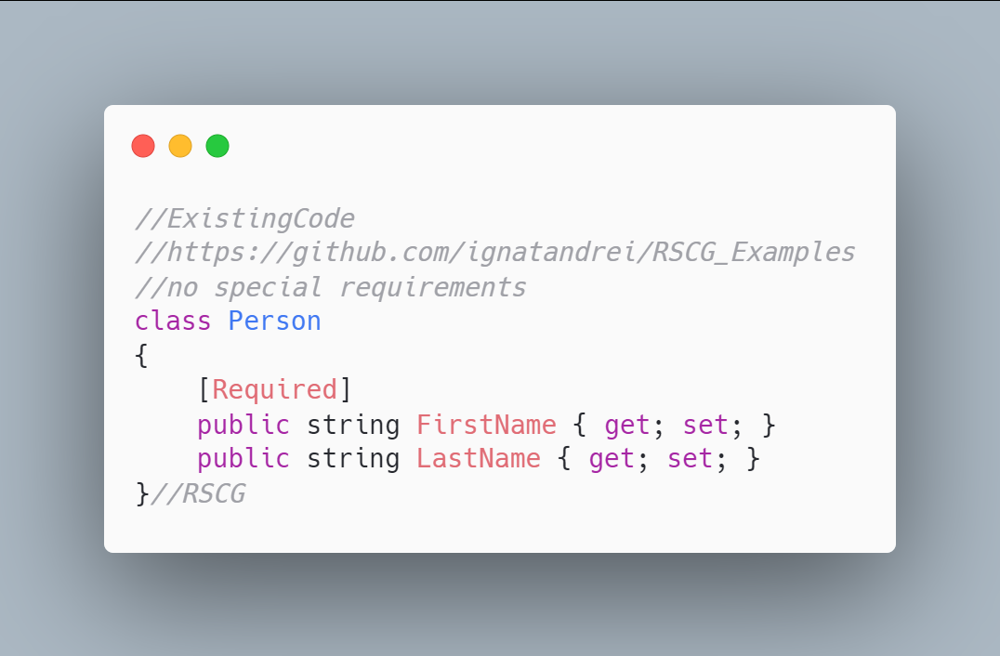 //ExistingCode
//https://github.com/ignatandrei/RSCG_Examples
//no special requirements
class Person
{
    [Required]
    public string FirstName { get; set; }
    public string LastName { get; set; }
}//RSCG